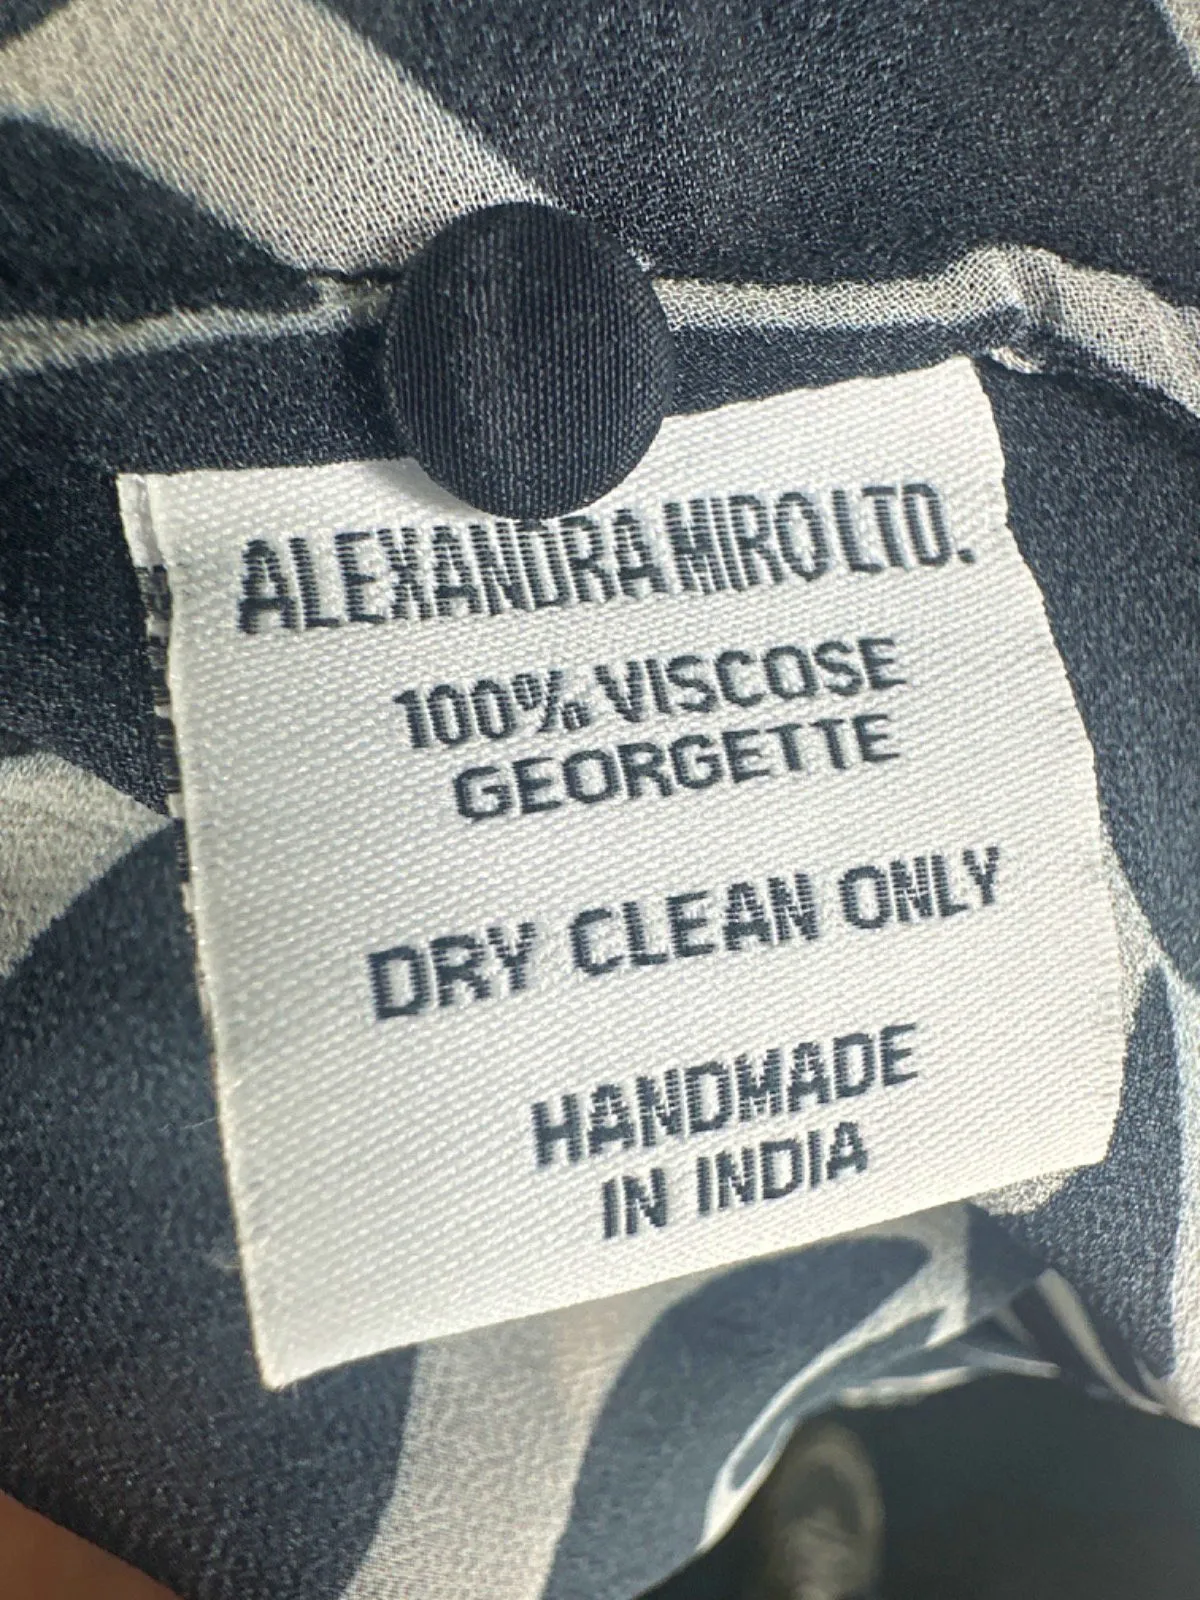 ALEXANDRA MIRO LTD.
100% VISCOSE
GEORGETTE
DRY CLEAN ONLY
HANDMADE
IN INDIA